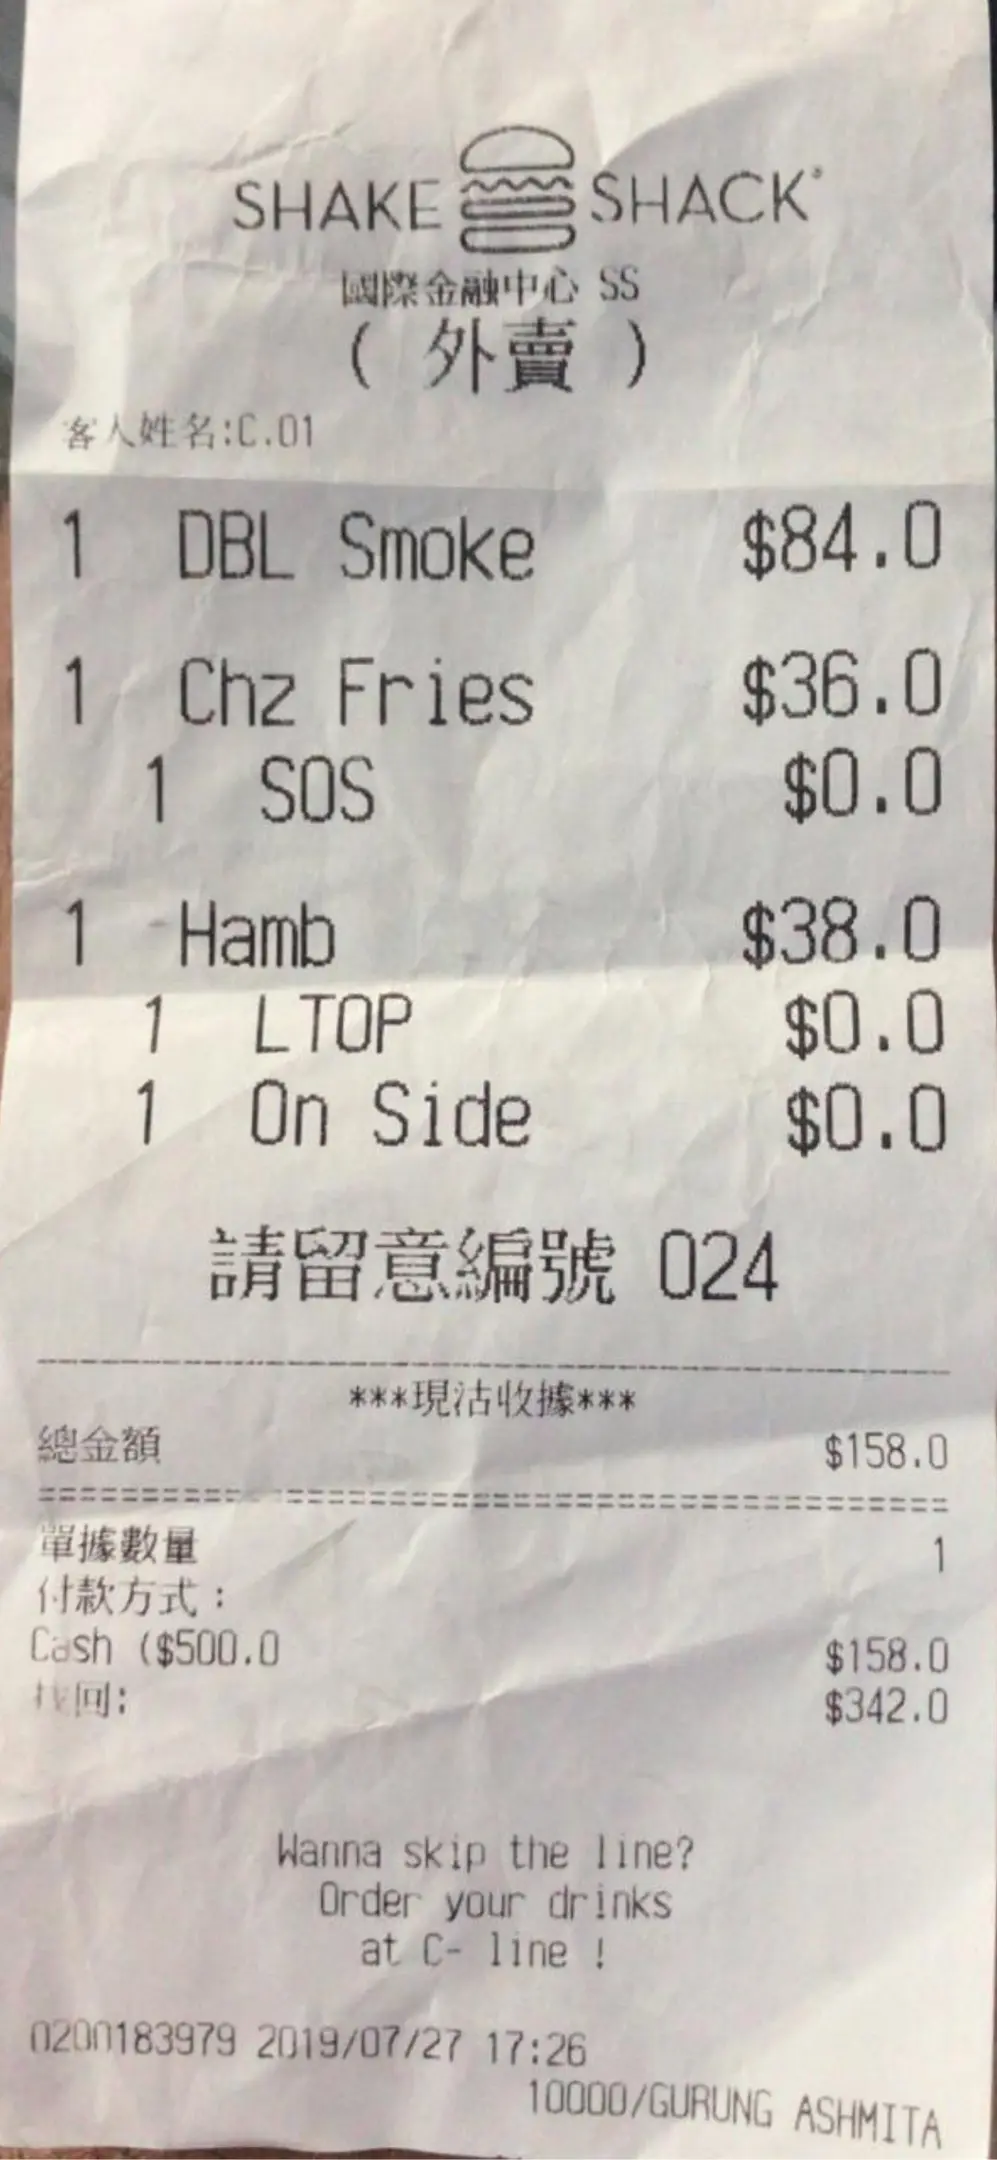 SHAKE SHACK
國際金融中心 SS
( 外賣 )
客人姓名:C.01
1 DBL Smoke $84.0
1 Chz Fries $36.0
1 SOS $0.0
1 Hamb $38.0
1 LTOP $0.0
1 On Side $0.0
請留意編號 024
***現沽收據***
總金額 $158.0
單據數量 1
付款方式：
Cash ($500.0 $158.0
找回: $342.0
Wanna skip the line?
Order your drinks
at C- line !
0200183979 2019/07/27 17:26
10000/GURUNG ASHMITA